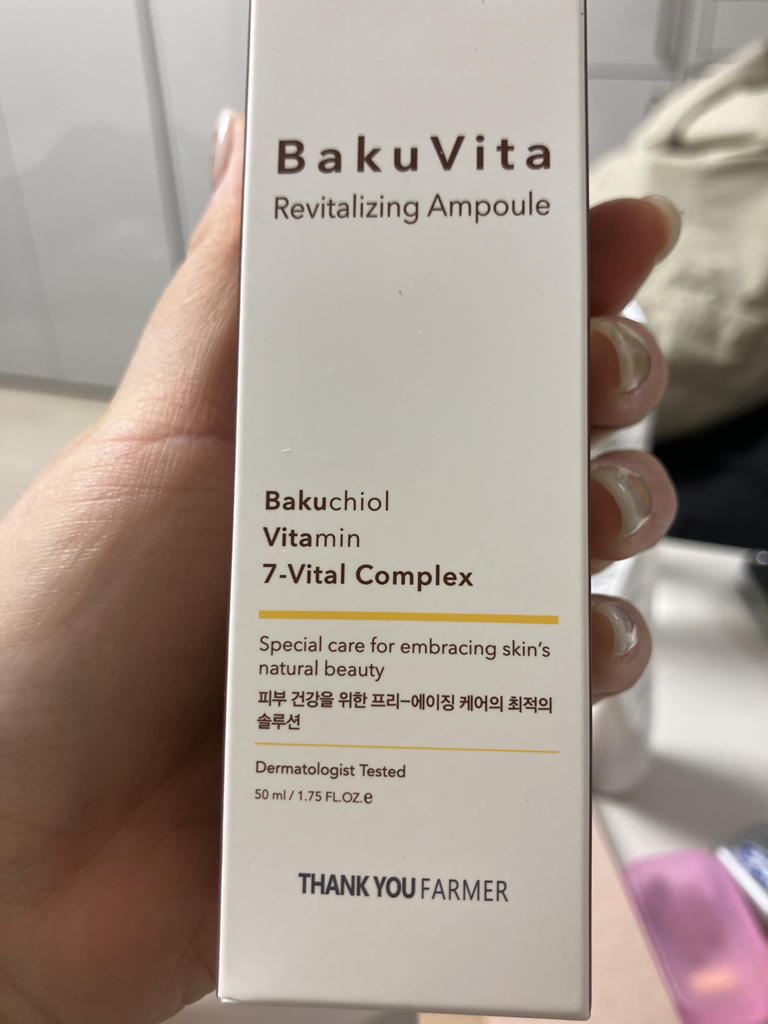 BakuVita
Revitalizing Ampoule
Bakuchiol
Vitamin
7-Vital Complex
Special care for embracing skin's
natural beauty
피부 건강을 위한 프리-에이징 케어의 최적의
솔루션
Dermatologist Tested
50 ml / 1.75 FL.OZ.e
THANK YOU FARMER